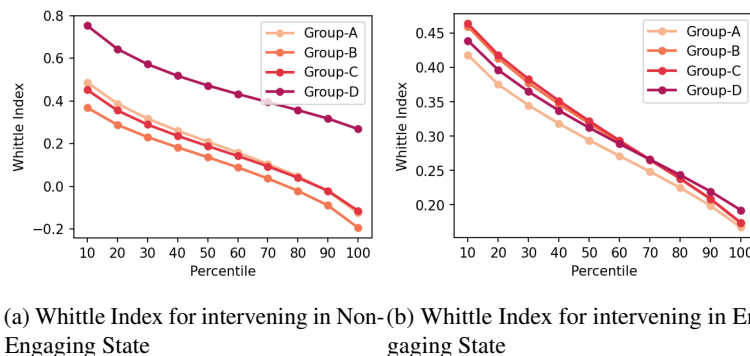 0.8
0.6
0.4
0.2
0.0
−0.2
Whittle Index
10 20 30 40 50 60 70 80 90 100
Percentile
Group-A
Group-B
Group-C
Group-D
0.45
0.40
0.35
0.30
0.25
0.20
Whittle Index
10 20 30 40 50 60 70 80 90 100
Percentile
Group-A
Group-B
Group-C
Group-D
(a) Whittle Index for intervening in Non-
Engaging State
(b) Whittle Index for intervening in En
gaging State